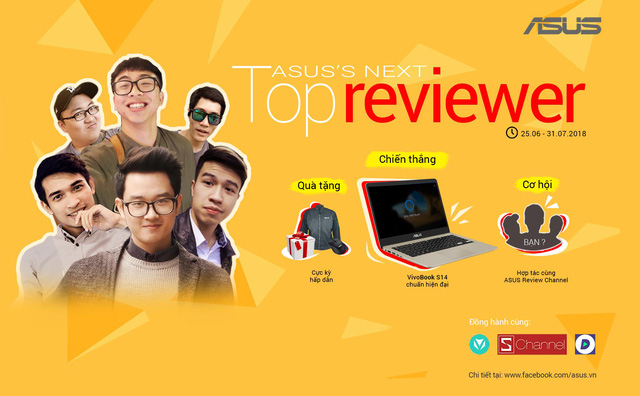 ASUS
ASUS'S NEXT
Top reviewer
25.06 - 31.07.2018
Quà tặng
Chiến thắng
Cơ hội
BẠN ?
Cực kỳ
hấp dẫn
VivoBook S14
chuẩn hiện đại
Hợp tác cùng
ASUS Review Channel
Đồng hành cùng:
S Channel
D
Chi tiết tại: www.facebook.com/asus.vn